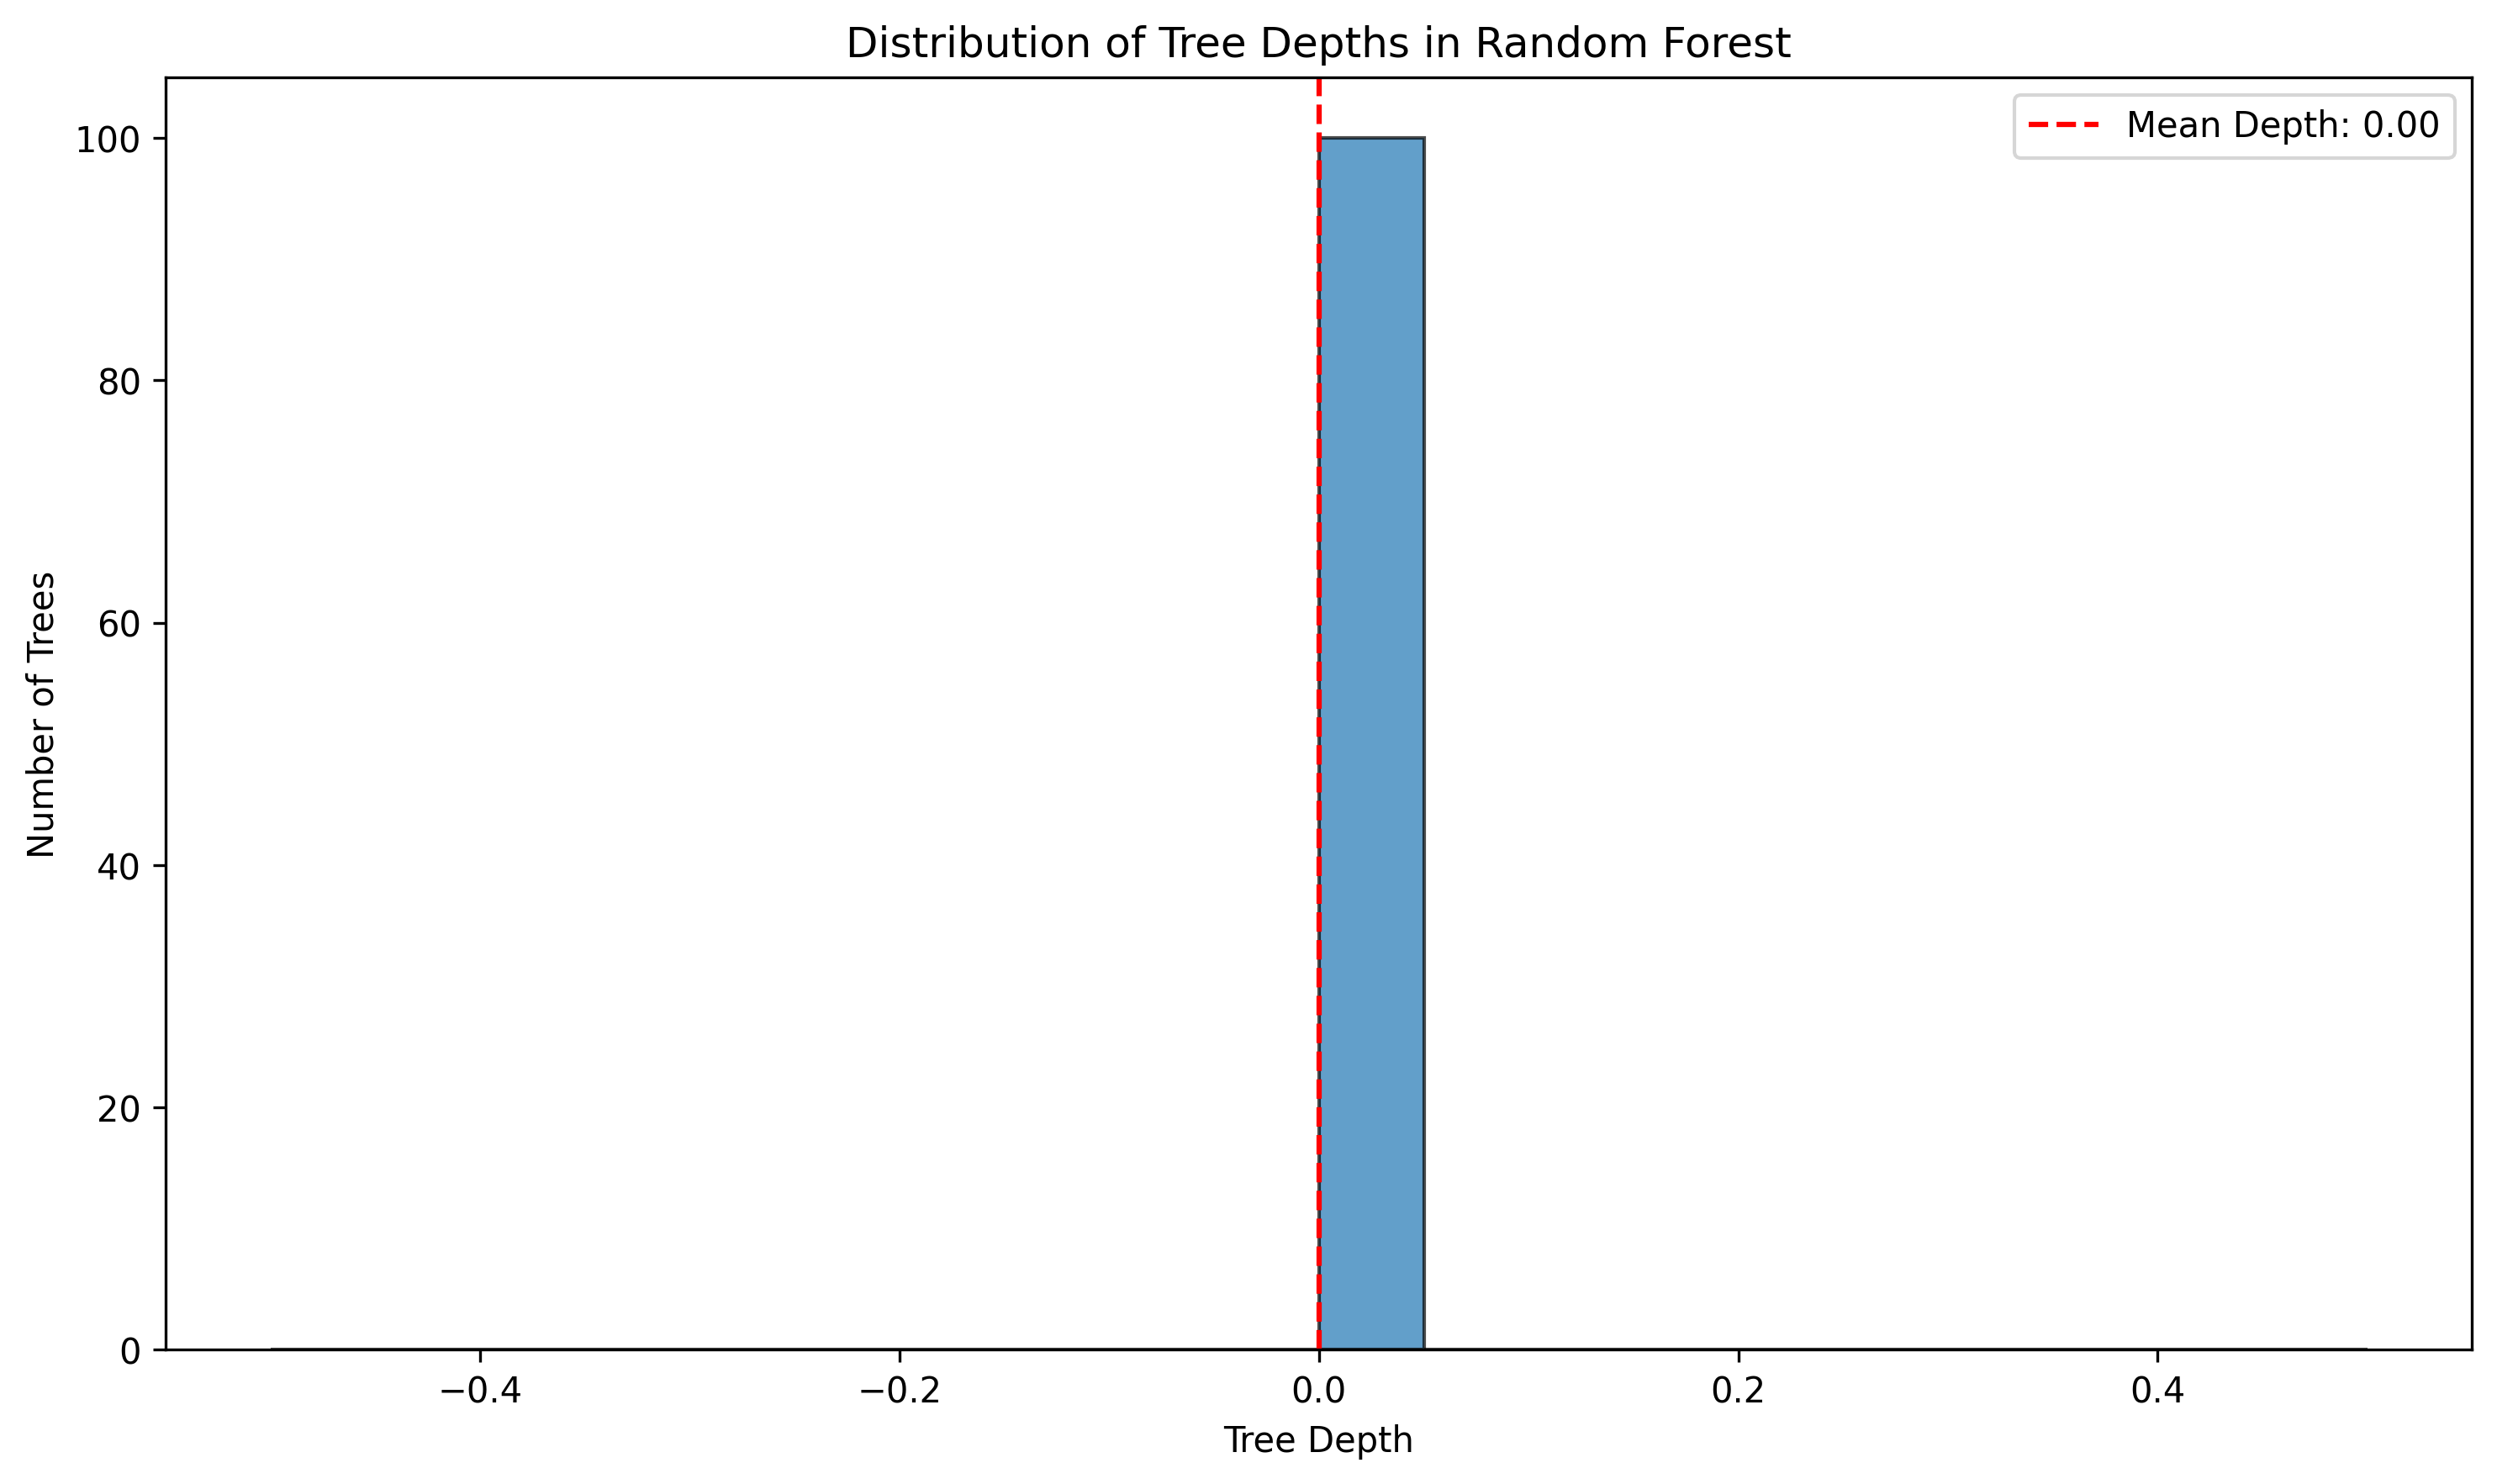 Distribution of Tree Depths in Random Forest
Mean Depth: 0.00
100
80
60
40
20
0
Number of Trees
−0.4
−0.2
0.0
0.2
0.4
Tree Depth